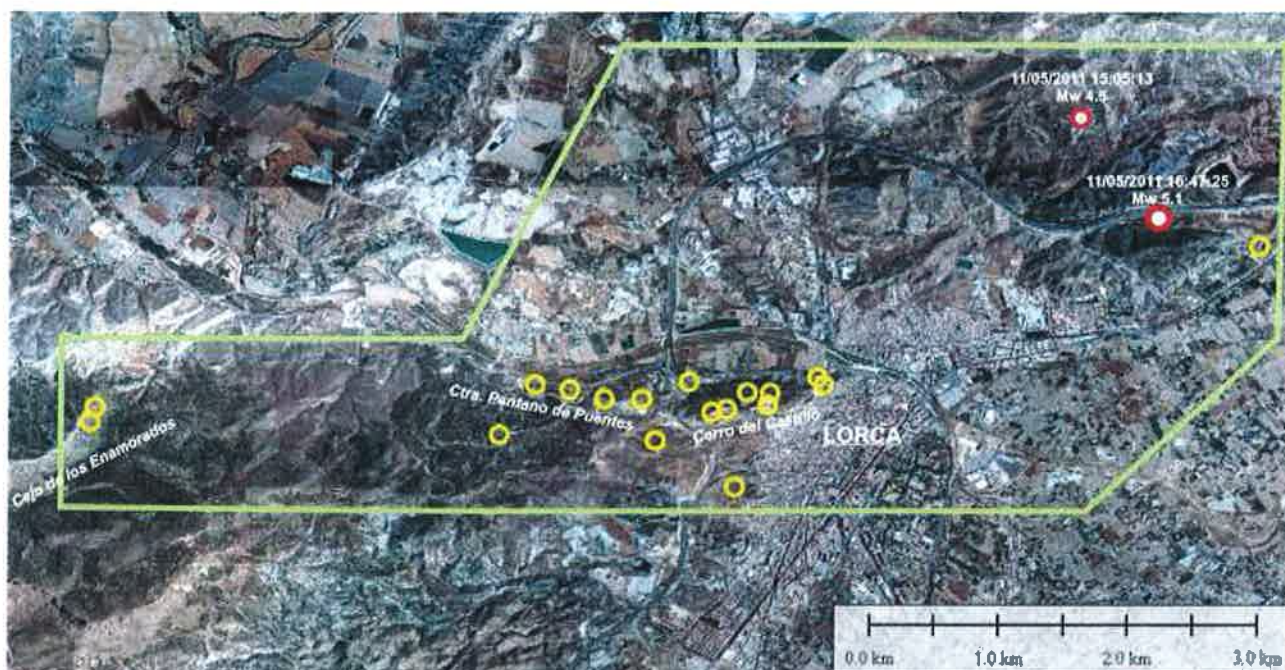 11/05/2011 15:05:13
Mw 4.5
11/05/2011 16:47:25
Mw 5.1
Ctra. Pantano de Puentes
Cerro del Castillo
LORCA
Ceja de los Enamorados
0.0 km
1.0 km
2.0 km
3.0 km